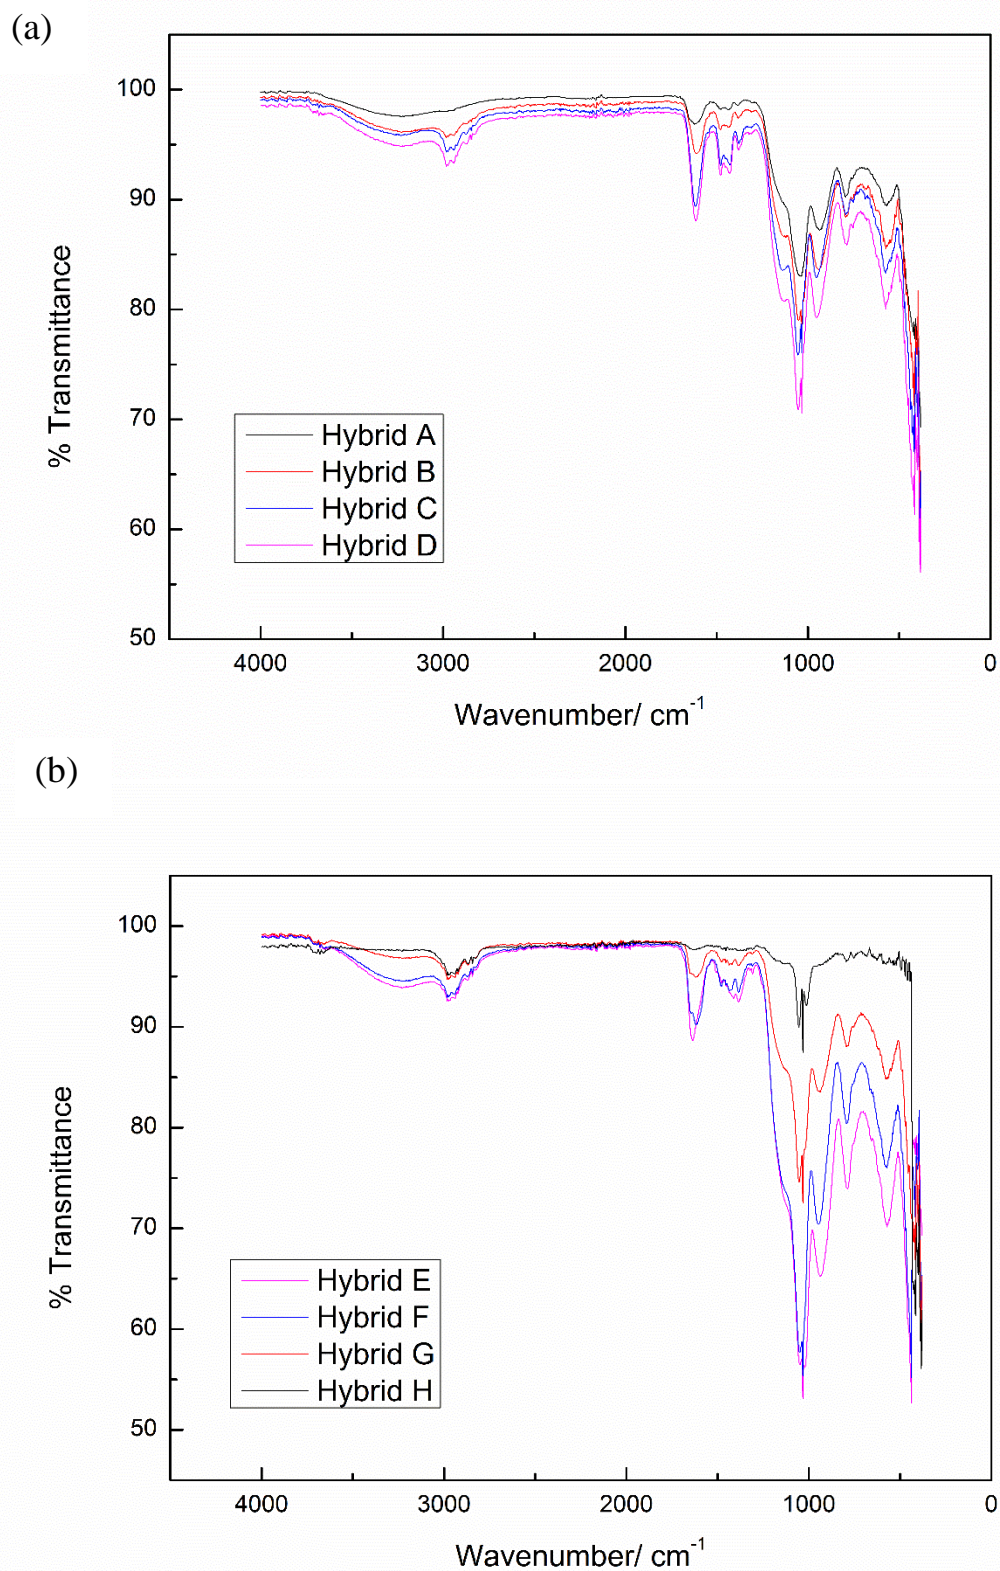 (a)
100
90
80
70
60
50
% Transmittance
Hybrid A
Hybrid B
Hybrid C
Hybrid D
4000 3000 2000 1000 0
Wavenumber/ cm⁻¹
(b)
100
90
80
70
60
50
% Transmittance
Hybrid E
Hybrid F
Hybrid G
Hybrid H
4000 3000 2000 1000 0
Wavenumber/ cm⁻¹